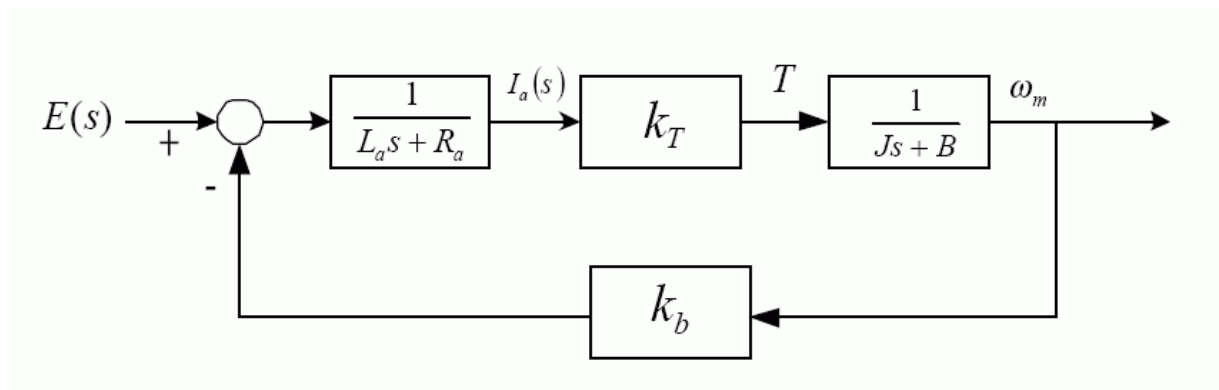 E(s)
+
-
1
L_a s + R_a
I_a(s)
k_T
T
1
Js + B
ω_m
k_b